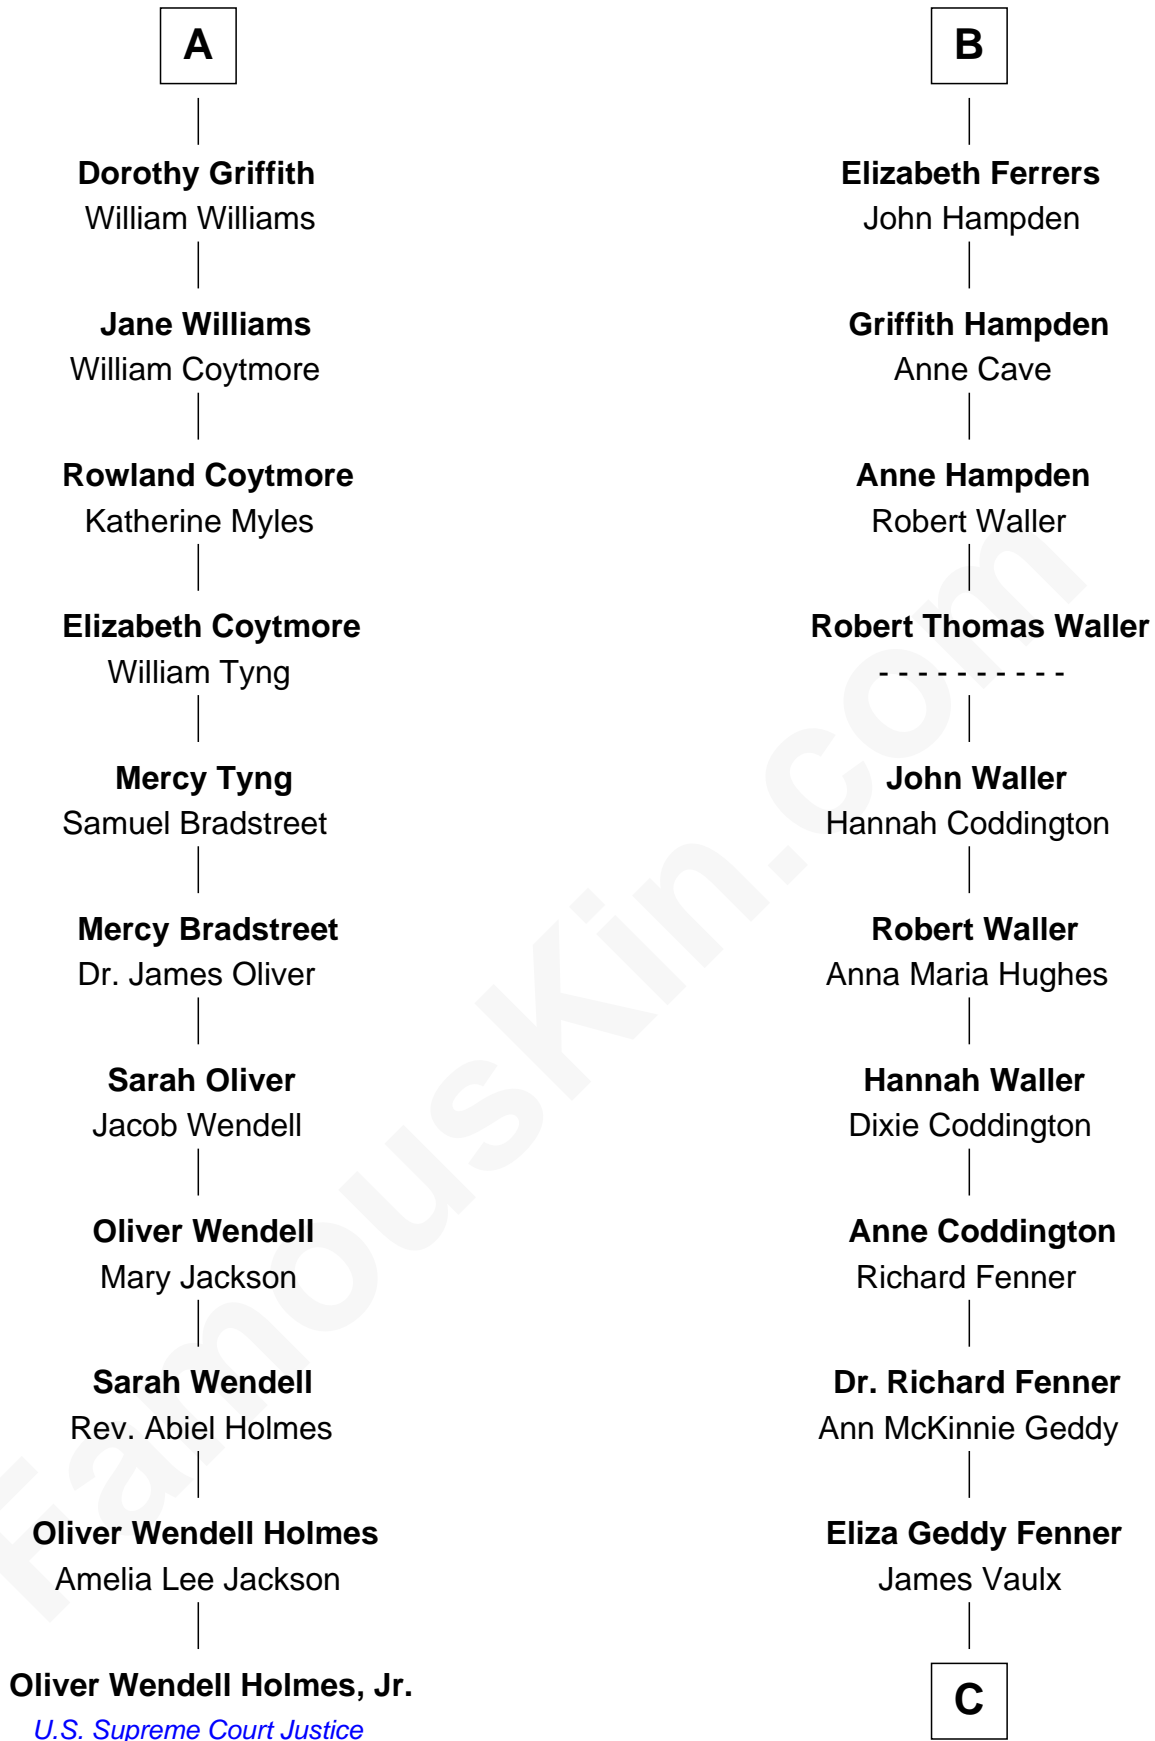 A
Dorothy Griffith
William Williams
Jane Williams
William Coytmore
Rowland Coytmore
Katherine Myles
Elizabeth Coytmore
William Tyng
Mercy Tyng
Samuel Bradstreet
Mercy Bradstreet
Dr. James Oliver
Sarah Oliver
Jacob Wendell
Oliver Wendell
Mary Jackson
Sarah Wendell
Rev. Abiel Holmes
Oliver Wendell Holmes
Amelia Lee Jackson
Oliver Wendell Holmes, Jr.
U.S. Supreme Court Justice
B
Elizabeth Ferrers
John Hampden
Griffith Hampden
Anne Cave
Anne Hampden
Robert Waller
Robert Thomas Waller
- - - - - - - - - -
John Waller
Hannah Coddington
Robert Waller
Anna Maria Hughes
Hannah Waller
Dixie Coddington
Anne Coddington
Richard Fenner
Dr. Richard Fenner
Ann McKinnie Geddy
Eliza Geddy Fenner
James Vaulx
C
FamousKin.com